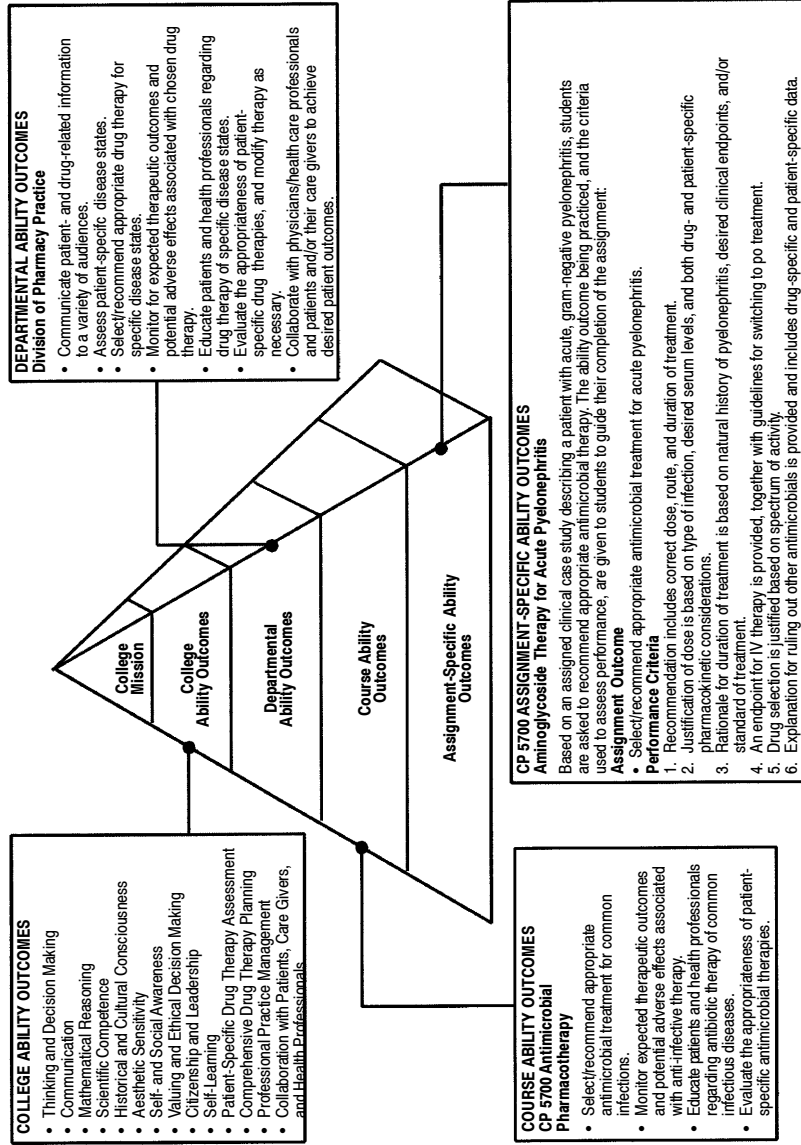 COLLEGE ABILITY OUTCOMES
• Thinking and Decision Making
• Communication
• Mathematical Reasoning
• Scientific Competence
• Historical and Cultural Consciousness
• Aesthetic Sensitivity
• Self- and Social Awareness
• Valuing and Ethical Decision Making
• Citizenship and Leadership
• Self-Learning
• Patient-Specific Drug Therapy Assessment
• Comprehensive Drug Therapy Planning
• Professional Practice Management
• Collaboration with Patients, Care Givers,
and Health Professionals
DEPARTMENTAL ABILITY OUTCOMES
Division of Pharmacy Practice
• Communicate patient- and drug-related information
to a variety of audiences.
• Assess patient-specifc disease states.
• Select/recommend appropriate drug therapy for
specific disease states.
• Monitor for expected therapeutic outcomes and
potential adverse effects associated with chosen drug
therapy.
• Educate patients and health professionals regarding
drug therapy of specific disease states.
• Evaluate the appropriateness of patient-
specific drug therapies, and modify therapy as
necessary.
• Collaborate with physicians/health care professionals
and patients and/or their care givers to achieve
desired patient outcomes.
College
Mission
College
Ability Outcomes
Departmental
Ability Outcomes
Course Ability
Outcomes
Assignment-Specific Ability
Outcomes
COURSE ABILITY OUTCOMES
CP 5700 Antimicrobial
Pharmacotherapy
• Select/recommend appropriate
antimicrobial treatment for common
infections.
• Monitor expected therapeutic outcomes
and potential adverse effects associated
with anti-infective therapy.
• Educate patients and health professionals
regarding antibiotic therapy of common
infectious diseases.
• Evaluate the appropriateness of patient-
specific antimicrobial therapies.
CP 5700 ASSIGNMENT-SPECIFIC ABILITY OUTCOMES
Aminoglycoside Therapy for Acute Pyelonephritis
Based on an assigned clinical case study describing a patient with acute, gram-negative pyelonephritis, students
are asked to recommend appropriate antimicrobial therapy. The ability outcome being practiced, and the criteria
used to assess performance, are given to students to guide their completion of the assignment:
Assignment Outcome
• Select/recommend appropriate antimicrobial treatment for acute pyelonephritis.
Performance Criteria
1. Recommendation includes correct dose, route, and duration of treatment.
2. Justification of dose is based on type of infection, desired serum levels, and both drug- and patient-specific
pharmacokinetic considerations.
3. Rationale for duration of treatment is based on natural history of pyelonephritis, desired clinical endpoints, and/or
standard of treatment.
4. An endpoint for IV therapy is provided, together with guidelines for switching to po treatment.
5. Drug selection is justified based on spectrum of activity.
6. Explanation for ruling out other antimicrobials is provided and includes drug-specific and patient-specific data.